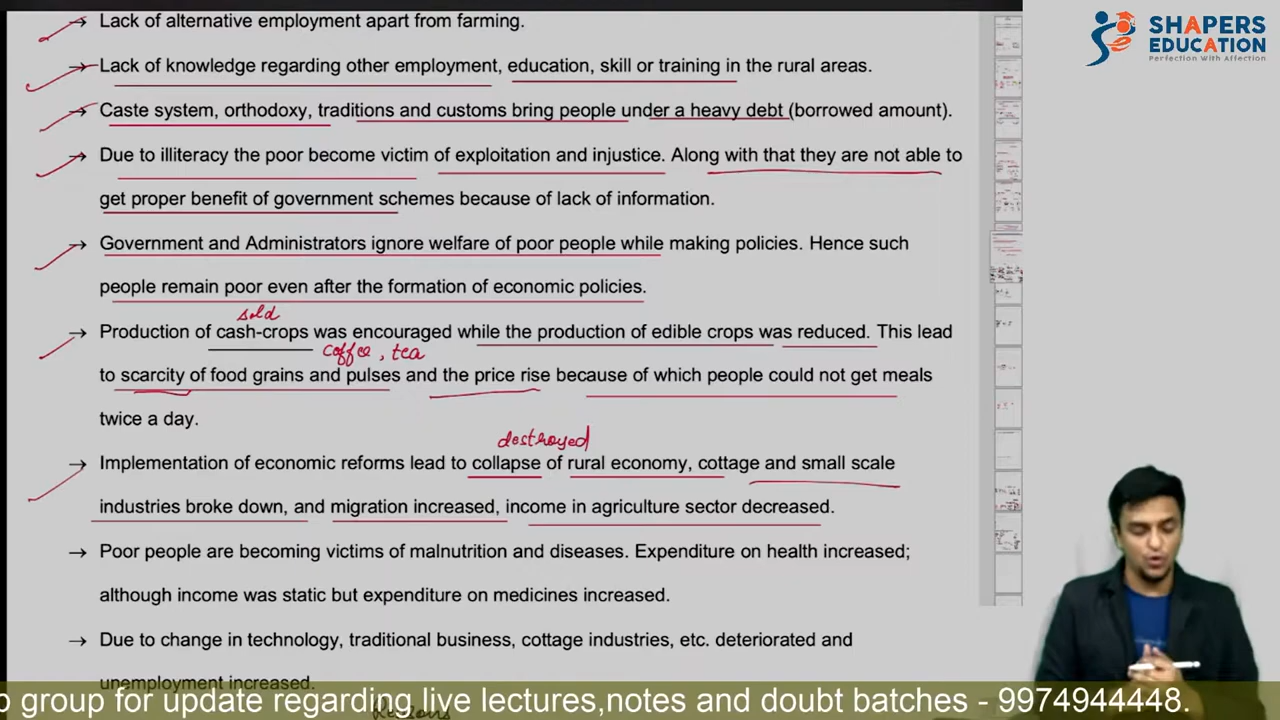 → Lack of alternative employment apart from farming.
SHAPERS
EDUCATION
Perfection With Affection
→ Lack of knowledge regarding other employment, education, skill or training in the rural areas.
→ Caste system, orthodoxy, traditions and customs bring people under a heavy debt (borrowed amount).
→ Due to illiteracy the poor become victim of exploitation and injustice. Along with that they are not able to
get proper benefit of government schemes because of lack of information.
→ Government and Administrators ignore welfare of poor people while making policies. Hence such
people remain poor even after the formation of economic policies.
sold
→ Production of cash-crops was encouraged while the production of edible crops was reduced. This lead
coffee, tea
to scarcity of food grains and pulses and the price rise because of which people could not get meals
twice a day.
destroyed
→ Implementation of economic reforms lead to collapse of rural economy, cottage and small scale
industries broke down, and migration increased, income in agriculture sector decreased.
→ Poor people are becoming victims of malnutrition and diseases. Expenditure on health increased;
although income was static but expenditure on medicines increased.
→ Due to change in technology, traditional business, cottage industries, etc. deteriorated and
unemployment increased.
group for update regarding live lectures,notes and doubt batches - 9974944448.